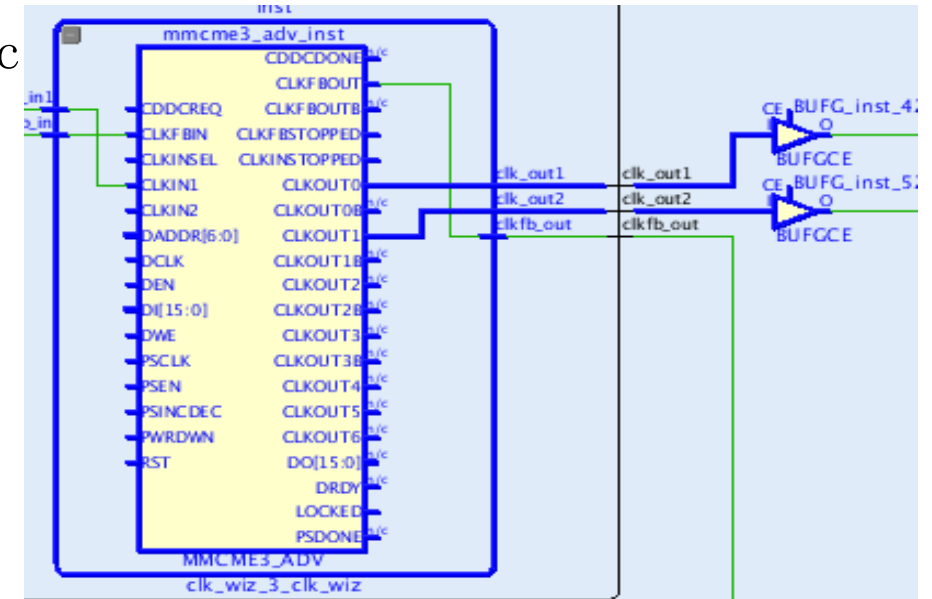 inst
c
mmcme3_adv_inst
CDDCDONE n/c
CLKFBOUT
_in1
CDDCREQ CLKFBOUTB n/c
b_in
CLKFBIN CLKFBSTOPPED n/c
CLKINSEL CLKINSTOPPED n/c
CLKIN1 CLKOUT0 clk_out1 clk_out1
CLKIN2 CLKOUT0B n/c clk_out2 clk_out2
DADDR[6:0] CLKOUT1 clkfb_out clkfb_out
DCLK CLKOUT1B n/c
DEN CLKOUT2 n/c
DI[15:0] CLKOUT2B n/c
DWE CLKOUT3 n/c
PSCLK CLKOUT3B n/c
PSEN CLKOUT4 n/c
PSINCDEC CLKOUT5 n/c
PWRDWN CLKOUT6 n/c
RST DO[15:0] n/c
DRDY n/c
LOCKED n/c
PSDONE n/c
MMCME3_ADV
clk_wiz_3_clk_wiz
CE BUFG_inst_42
I O
BUFGCE
CE BUFG_inst_52
I O
BUFGCE